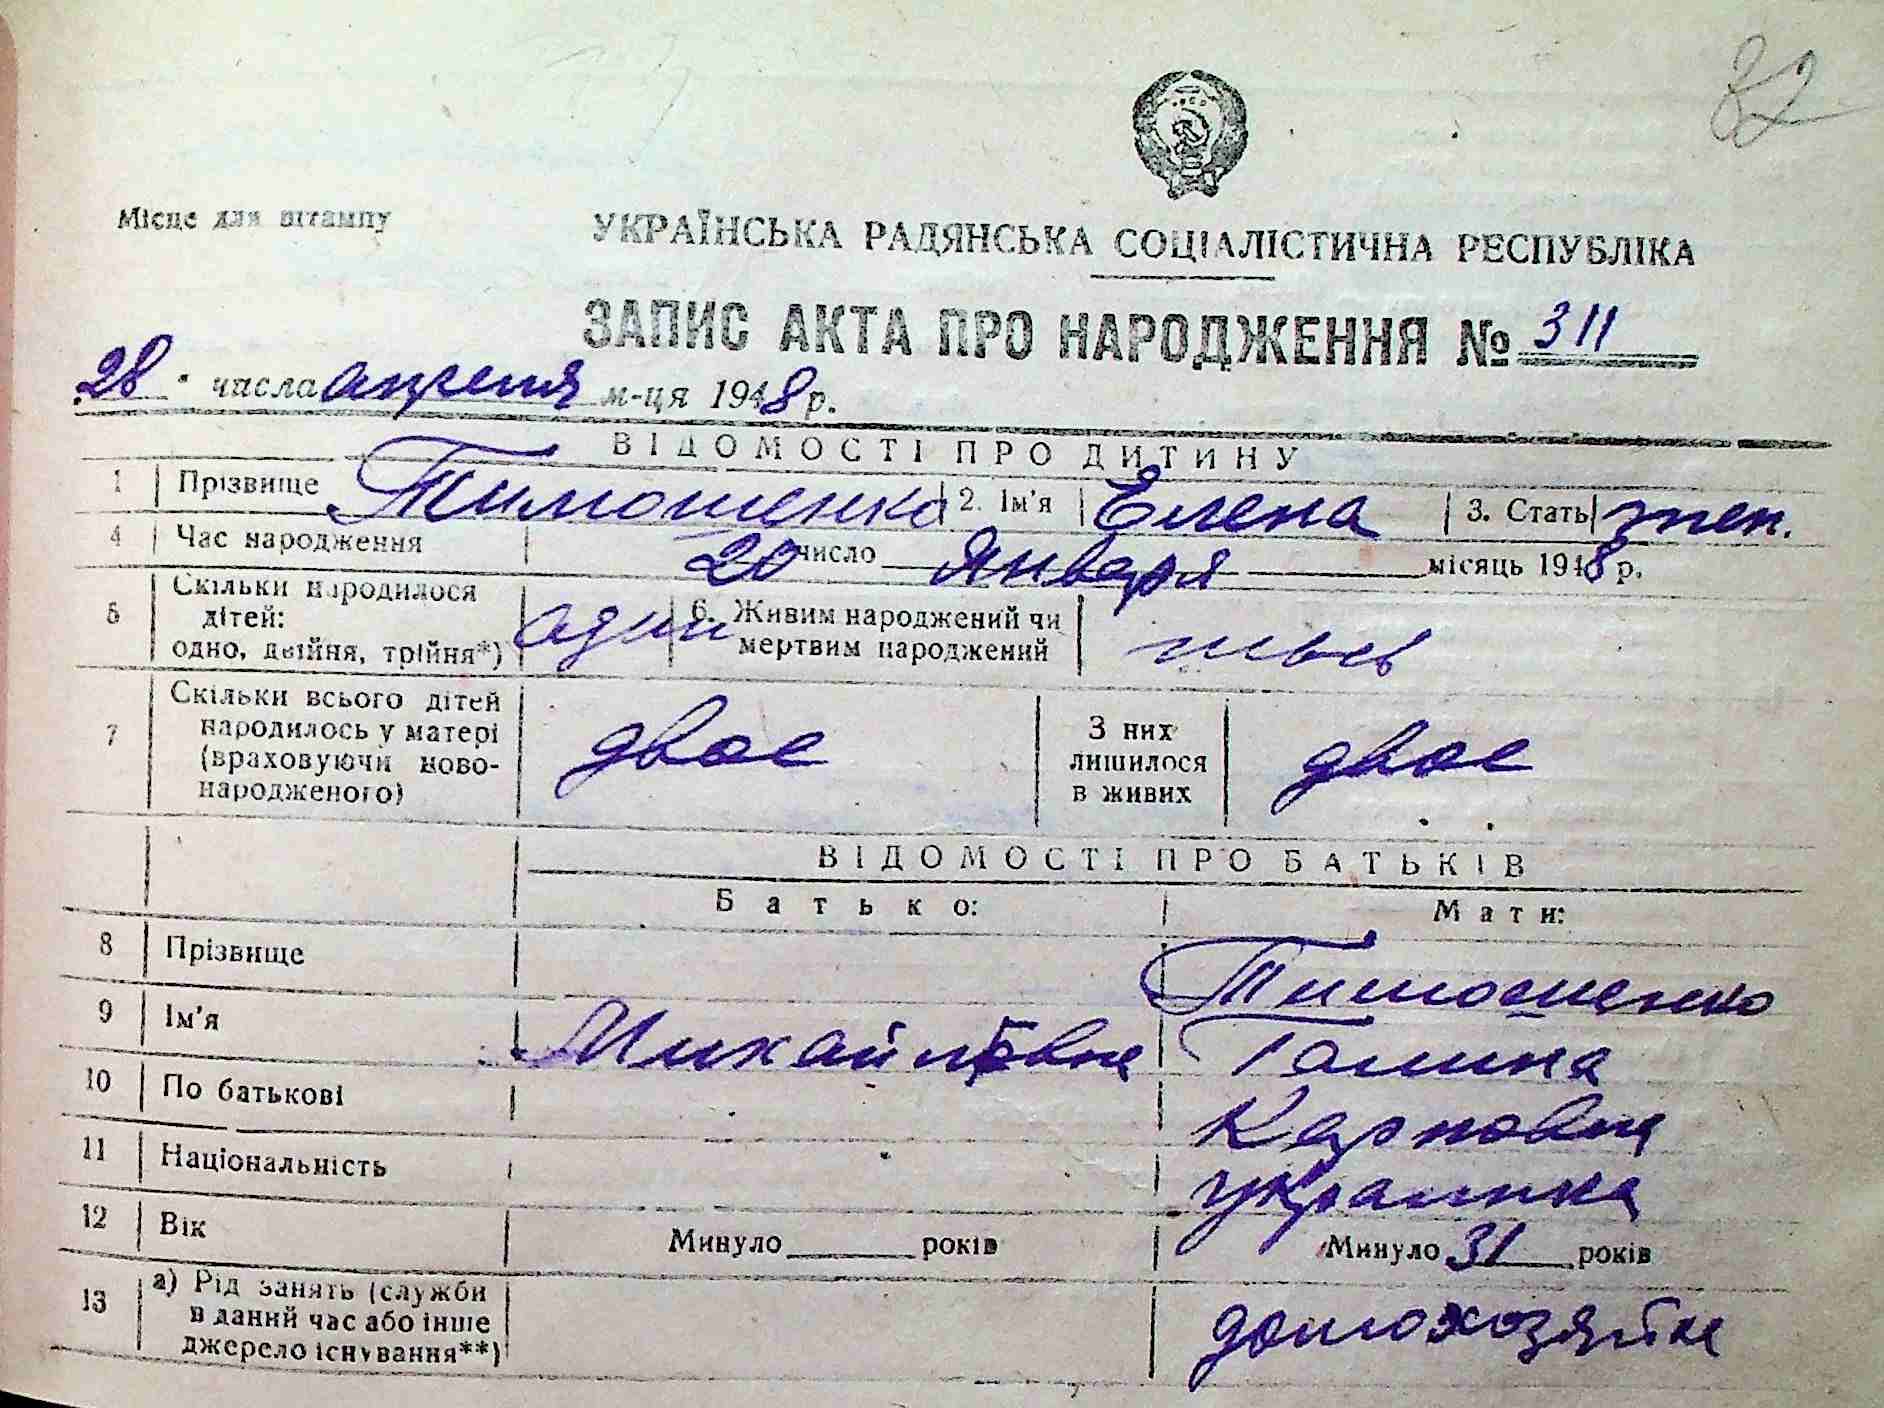 32
Місце для штампу
УКРАЇНСЬКА РАДЯНСЬКА СОЦІАЛІСТИЧНА РЕСПУБЛІКА
ЗАПИС АКТА ПРО НАРОДЖЕННЯ № 311
28 числа апреля м-ця 1948 р.
ВІДОМОСТІ ПРО ДИТИНУ
1 Прізвище Тимошенко 2. Ім'я Елена 3. Стать жен.
4 Час народження 20 число Января місяць 1948 р.
5 Скільки народилося дітей: одно, двійня, трійня*) один 6. Живим народжений чи мертвим народжений
7 Скільки всього дітей народилось у матері (враховуючи ново-народженого) двое З них лишилося в живих двое
ВІДОМОСТІ ПРО БАТЬКІВ
Батько: Мати:
8 Прізвище Тимошенко
9 Ім'я Михайловна Галина
10 По батькові Карповна
11 Національність украинка
12 Вік Минуло років Минуло 31 років
13 а) Рід занять (служби в даний час або інше джерело існування**) домохозяйка